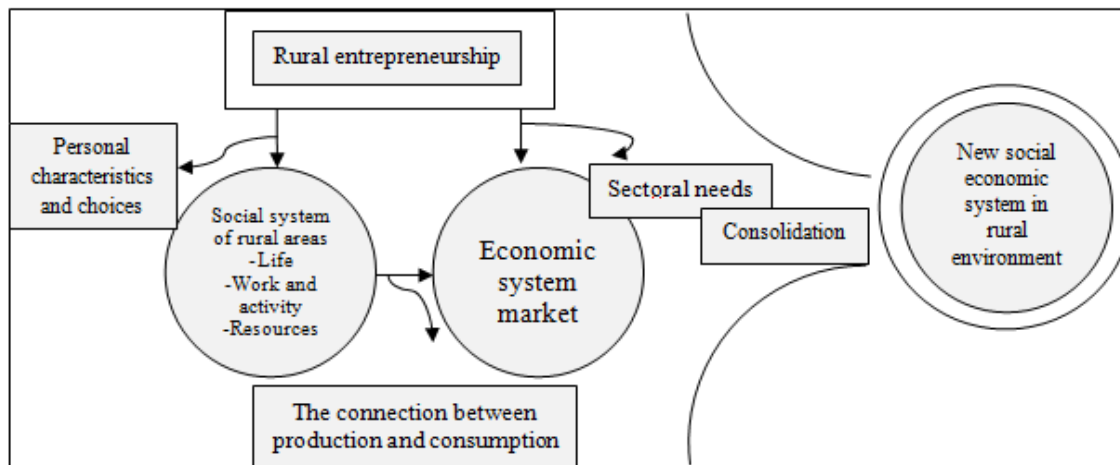 Rural entrepreneurship
Personal
characteristics
and choices
Social system
of rural areas
-Life
-Work and
activity
-Resources
Economic
system
market
Sectoral needs
Consolidation
New social
economic
system in
rural
environment
The connection between
production and consumption